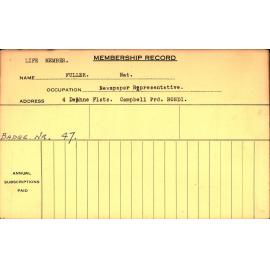 LIFE MEMBER. MEMBERSHIP RECORD
NAME FULLER. Nat.
OCCUPATION Newspaper Representative.
ADDRESS 4 Daphne Flats. Campbell Prd. BONDI.
BADGE. NR. 47.
ANNUAL
SUBSCRIPTIONS
PAID